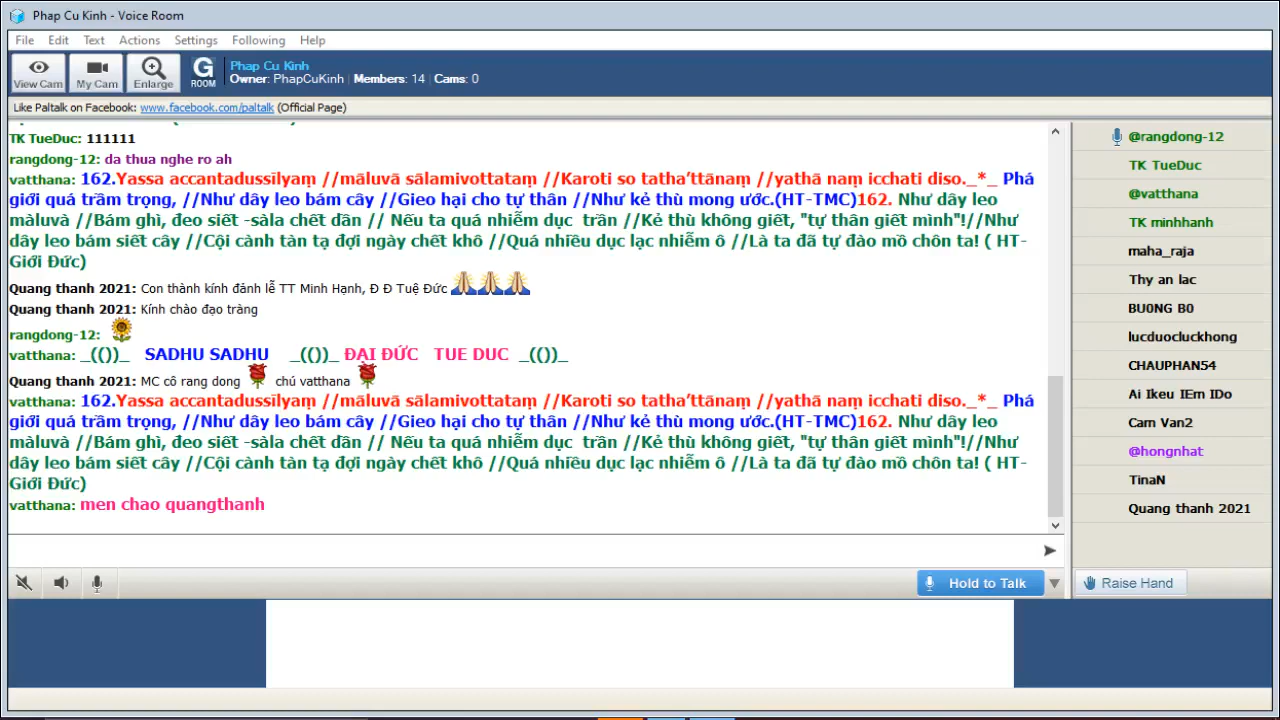 Phap Cu Kinh - Voice Room
File Edit Text Actions Settings Following Help
View Cam My Cam Enlarge G ROOM
Phap Cu Kinh
Owner: PhapCuKinh | Members: 14 | Cams: 0
Like Paltalk on Facebook: www.facebook.com/paltalk (Official Page)
TK TueDuc: 111111
rangdong-12: da thua nghe ro ah
vatthana: 162.Yassa accantadussīlyaṃ //māluvā sālamivottataṃ //Karoti so tatha’ttānaṃ //yathā naṃ icchati diso._*_ Phá
giới quá trầm trọng, //Như dây leo bám cây //Gieo hại cho tự thân //Như kẻ thù mong ước.(HT-TMC)162. Như dây leo
màluvà //Bám ghì, đeo siết -sàla chết dần // Nếu ta quá nhiễm dục trần //Kẻ thù không giết, "tự thân giết mình"!//Như
dây leo bám siết cây //Cội cành tàn tạ đợi ngày chết khô //Quá nhiều dục lạc nhiễm ô //Là ta đã tự đào mồ chôn ta! ( HT-
Giới Đức)
Quang thanh 2021: Con thành kính đãnh lễ TT Minh Hạnh, Đ Đ Tuệ Đức
Quang thanh 2021: Kính chào đạo tràng
rangdong-12:
vatthana: _(())_ SADHU SADHU _(())_ ĐẠI ĐỨC TUE DUC _(())_
Quang thanh 2021: MC cô rang dong chú vatthana
vatthana: 162.Yassa accantadussīlyaṃ //māluvā sālamivottataṃ //Karoti so tatha’ttānaṃ //yathā naṃ icchati diso._*_ Phá
giới quá trầm trọng, //Như dây leo bám cây //Gieo hại cho tự thân //Như kẻ thù mong ước.(HT-TMC)162. Như dây leo
màluvà //Bám ghì, đeo siết -sàla chết dần // Nếu ta quá nhiễm dục trần //Kẻ thù không giết, "tự thân giết mình"!//Như
dây leo bám siết cây //Cội cành tàn tạ đợi ngày chết khô //Quá nhiều dục lạc nhiễm ô //Là ta đã tự đào mồ chôn ta! ( HT-
Giới Đức)
vatthana: men chao quangthanh
Hold to Talk
@rangdong-12
TK TueDuc
@vatthana
TK minhhanh
maha_raja
Thy an lac
BU0NG B0
lucduocluckhong
CHAUPHAN54
Ai Ikeu IEm IDo
Cam Van2
@hongnhat
TinaN
Quang thanh 2021
Raise Hand